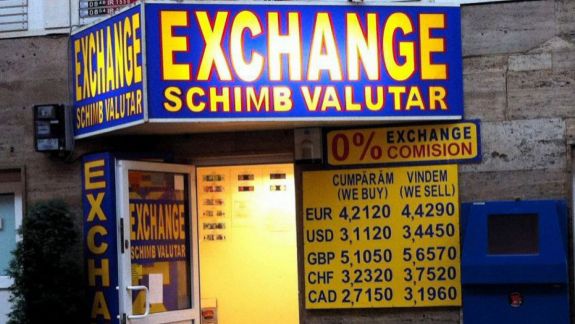 EXCHANGE
SCHIMB VALUTAR
EXCHANGE
SCHIMB VALUTAR
0% EXCHANGE
COMISION
CUMPĂRĂM VINDEM
(WE BUY) (WE SELL)
EUR 4,2120 4,4290
USD 3,1120 3,4450
GBP 5,1050 5,6570
CHF 3,2320 3,7520
CAD 2,7150 3,1960
EXCHA
EXCHANGE
SCHIMB VALUTAR